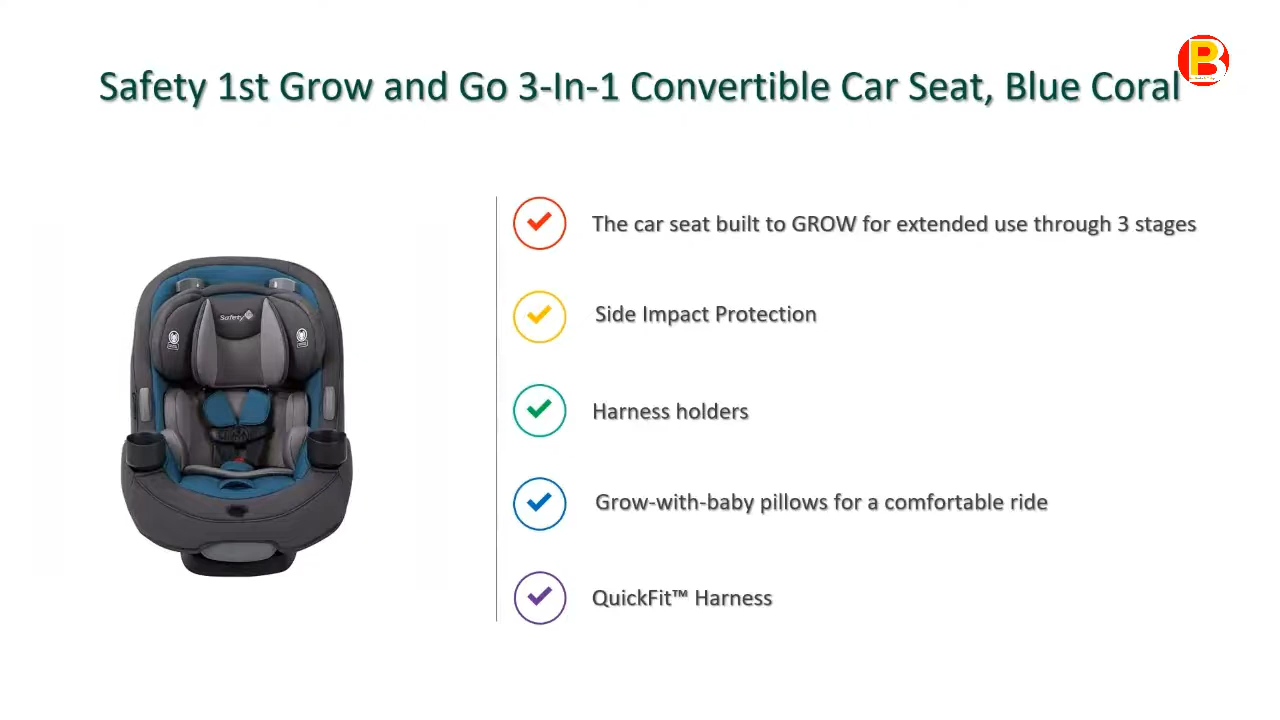 Safety 1st Grow and Go 3-In-1 Convertible Car Seat, Blue Coral
B
The car seat built to GROW for extended use through 3 stages
Side Impact Protection
Harness holders
Grow-with-baby pillows for a comfortable ride
QuickFit™ Harness
Safety 1st